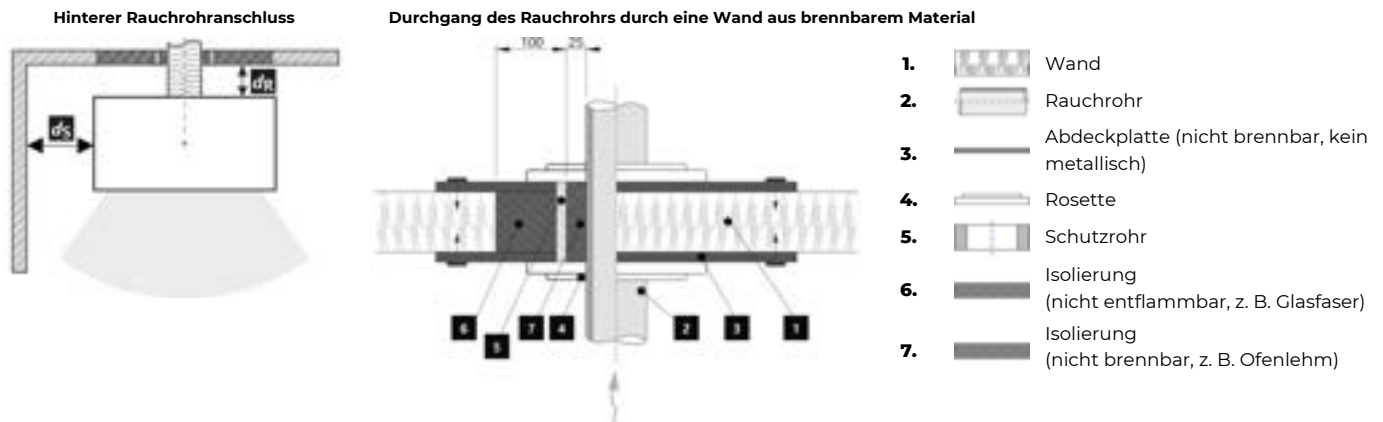 Hinterer Rauchrohranschluss
dR
dS
Durchgang des Rauchrohrs durch eine Wand aus brennbarem Material
100 25
6 5 7 4 2 3 1
1. Wand
2. Rauchrohr
3. Abdeckplatte (nicht brennbar, kein
metallisch)
4. Rosette
5. Schutzrohr
6. Isolierung
(nicht entflammbar, z. B. Glasfaser)
7. Isolierung
(nicht brennbar, z. B. Ofenlehm)